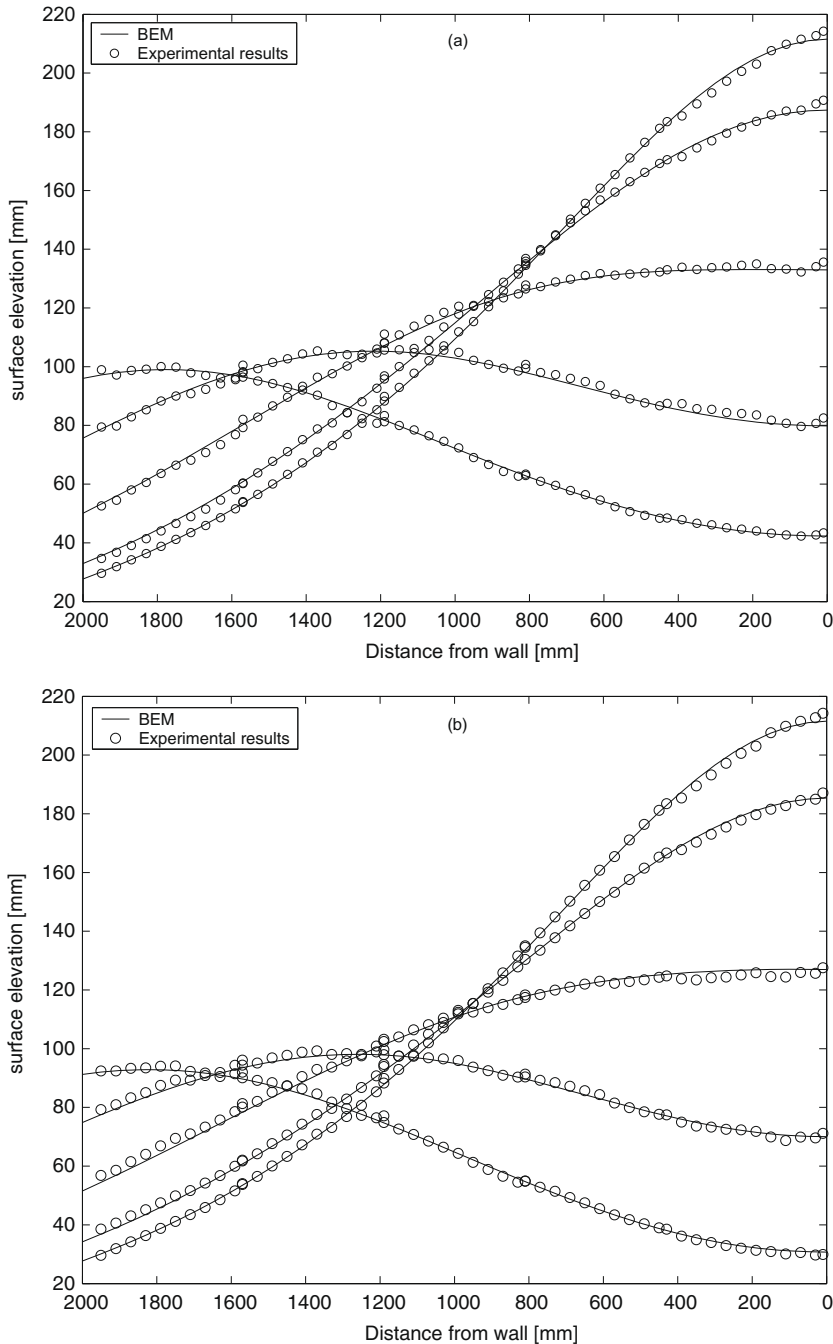 220
200
180
160
140
120
100
80
60
40
20
surface elevation [mm]
BEM
Experimental results
(a)
2000 1800 1600 1400 1200 1000 800 600 400 200 0
Distance from wall [mm]
220
200
180
160
140
120
100
80
60
40
20
surface elevation [mm]
BEM
Experimental results
(b)
2000 1800 1600 1400 1200 1000 800 600 400 200 0
Distance from wall [mm]